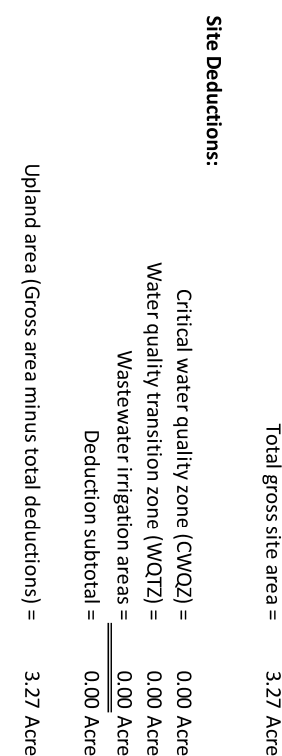 Total gross site area = 3.27 Acre
Site Deductions:
Critical water quality zone (CWQZ) = 0.00 Acre
Water quality transition zone (WQTZ) = 0.00 Acre
Wastewater irrigation areas = 0.00 Acre
Deduction subtotal = 0.00 Acre
Upland area (Gross area minus total deductions) = 3.27 Acre